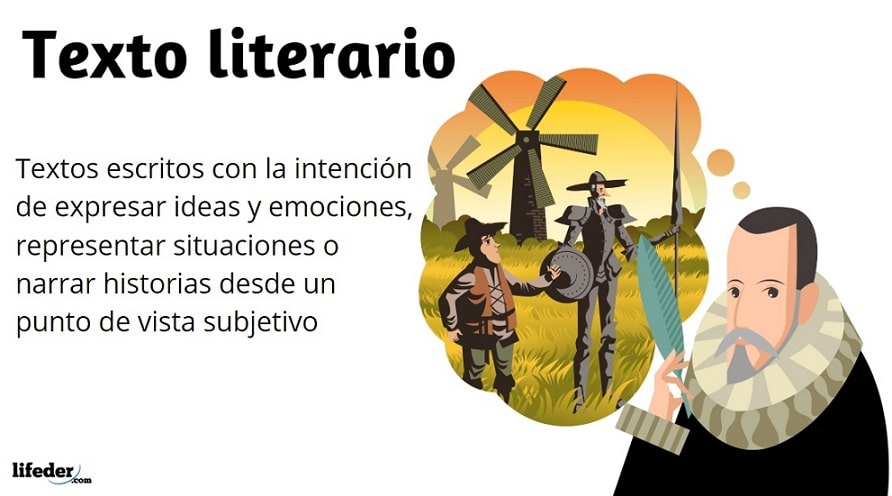 Texto literario
Textos escritos con la intención
de expresar ideas y emociones,
representar situaciones o
narrar historias desde un
punto de vista subjetivo
lifeder
.com